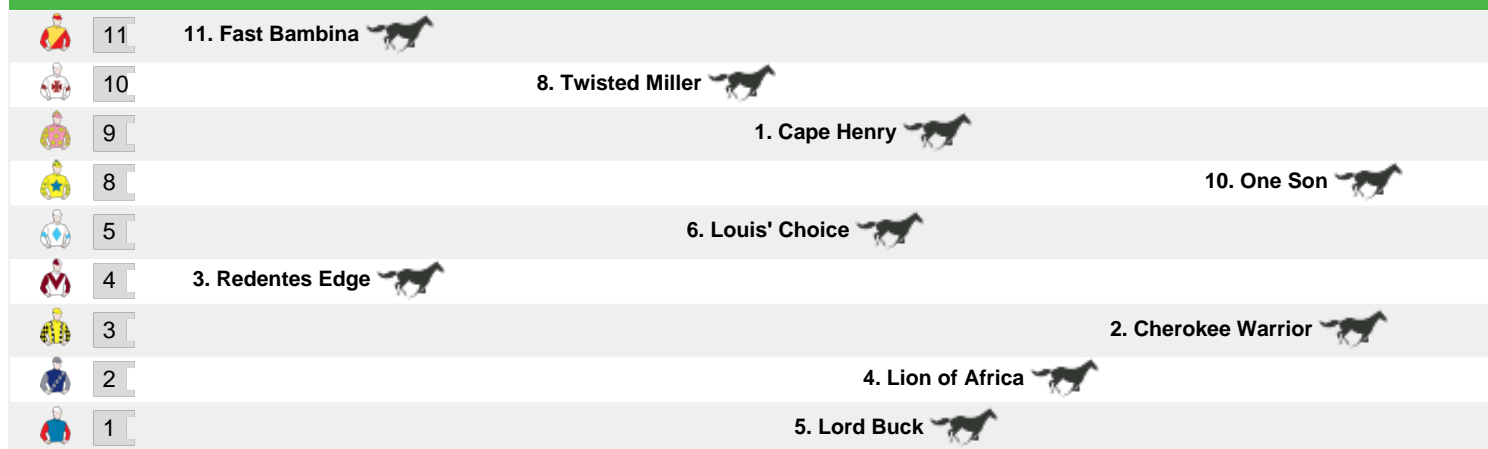 11 11. Fast Bambina
10 8. Twisted Miller
9 1. Cape Henry
8 10. One Son
5 6. Louis' Choice
4 3. Redentes Edge
3 2. Cherokee Warrior
2 4. Lion of Africa
1 5. Lord Buck